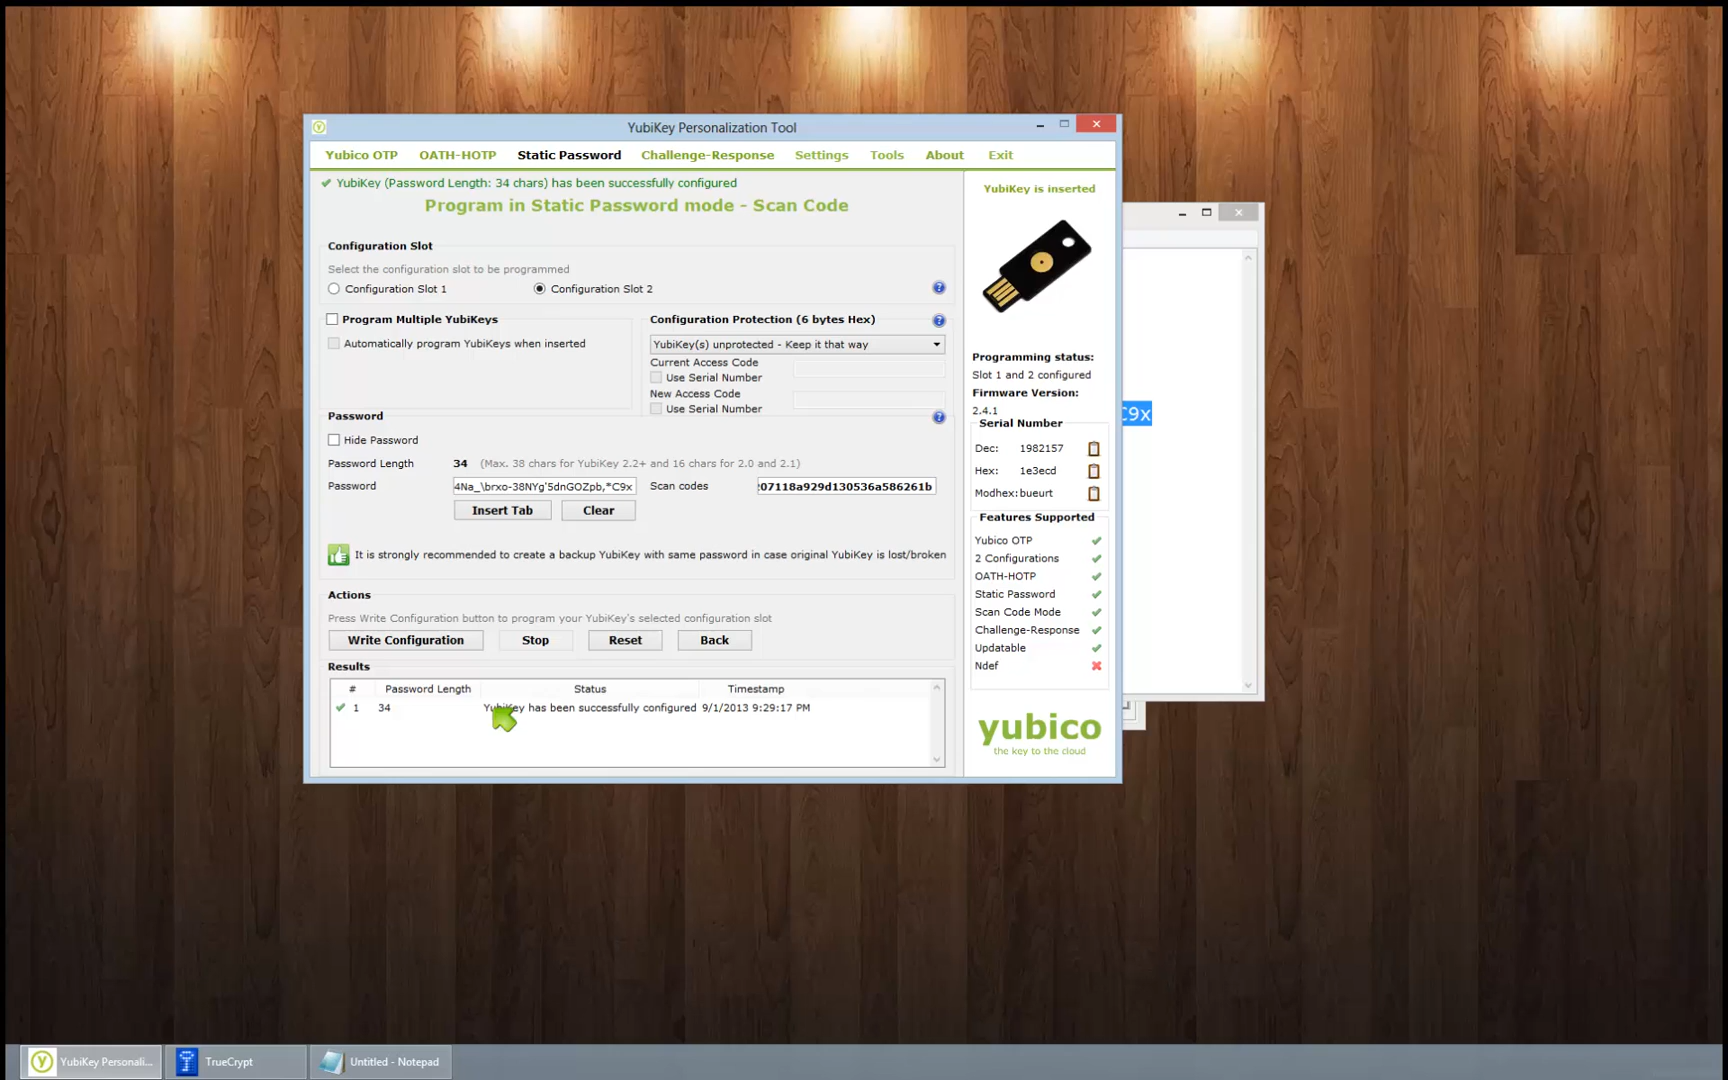 YubiKey Personalization Tool
Yubico OTP OATH-HOTP Static Password Challenge-Response Settings Tools About Exit
YubiKey (Password Length: 34 chars) has been successfully configured
Program in Static Password mode - Scan Code
Configuration Slot
Select the configuration slot to be programmed
Configuration Slot 1 Configuration Slot 2
Program Multiple YubiKeys
Automatically program YubiKeys when inserted
Configuration Protection (6 bytes Hex)
YubiKey(s) unprotected - Keep it that way
Current Access Code
Use Serial Number
New Access Code
Use Serial Number
Password
Hide Password
Password Length 34 (Max. 38 chars for YubiKey 2.2+ and 16 chars for 2.0 and 2.1)
Password 4Na_\brxo-38NYg'5dnGOZpb,*C9x Scan codes :07118a929d130536a586261b
Insert Tab Clear
It is strongly recommended to create a backup YubiKey with same password in case original YubiKey is lost/broken
Actions
Press Write Configuration button to program your YubiKey's selected configuration slot
Write Configuration Stop Reset Back
Results
# Password Length Status Timestamp
1 34 YubiKey has been successfully configured 9/1/2013 9:29:17 PM
YubiKey is inserted
Programming status:
Slot 1 and 2 configured
Firmware Version:
2.4.1
Serial Number
Dec: 1982157
Hex: 1e3ecd
Modhex: bueurt
Features Supported
Yubico OTP
2 Configurations
OATH-HOTP
Static Password
Scan Code Mode
Challenge-Response
Updatable
Ndef
yubico
the key to the cloud
C9x
YubiKey Personali... TrueCrypt Untitled - Notepad